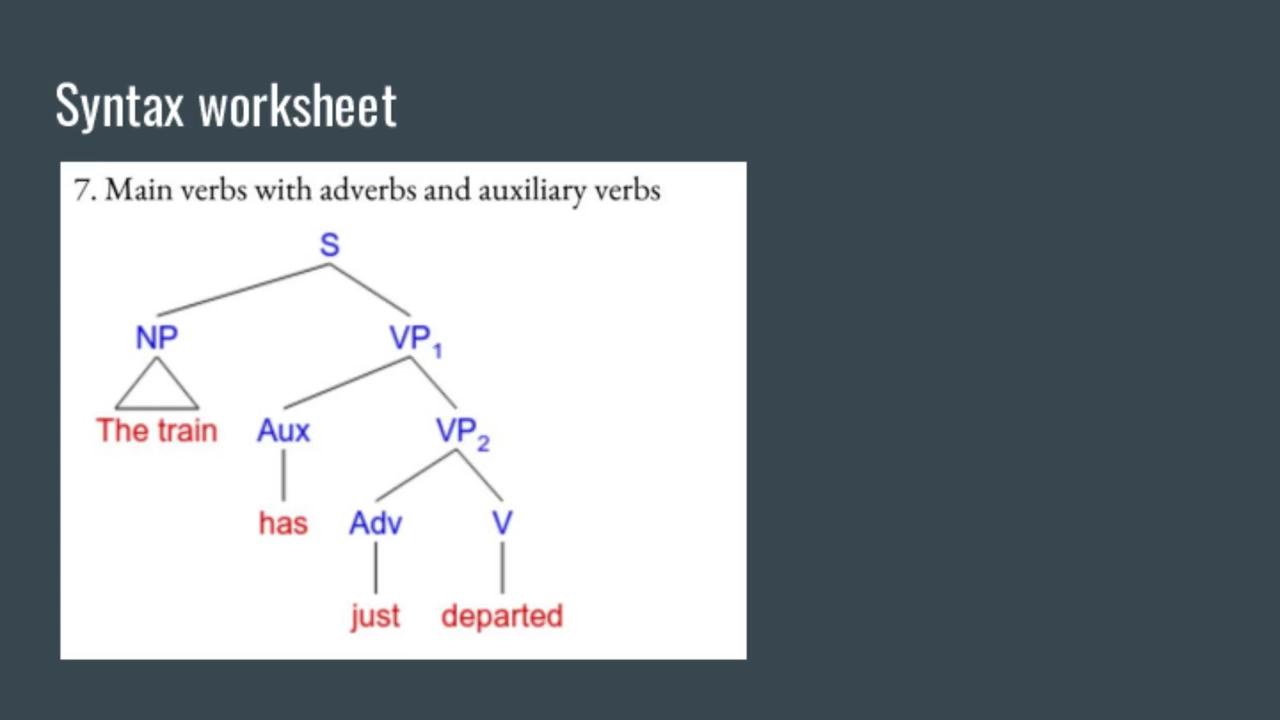 Syntax worksheet
7. Main verbs with adverbs and auxiliary verbs
S
NP VP₁
The train Aux VP₂
has Adv V
just departed